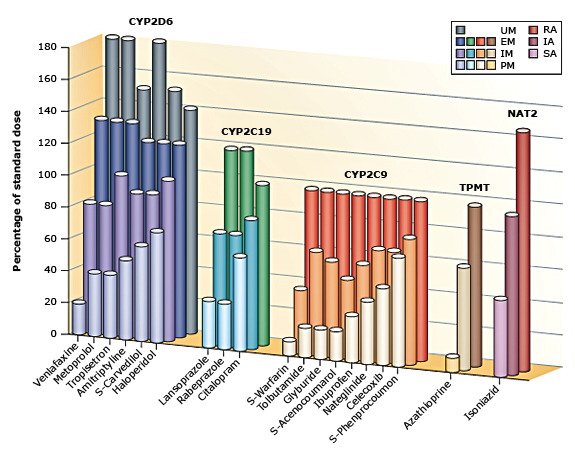 CYP2D6
UM RA
EM IA
IM SA
PM
180
160
140
120
100
80
60
40
20
0
Percentage of standard dose
CYP2C19
CYP2C9
TPMT
NAT2
Venlafaxine
Metoprolol
Tropisetron
Amitriptyline
S-Carvedilol
Haloperidol
Lansoprazole
Rabeprazole
Citalopram
S-Warfarin
Tolbutamide
Glyburide
S-Acenocoumarol
Ibuprofen
Nateglinide
Celecoxib
S-Phenprocoumon
Azathioprine
Isoniazid